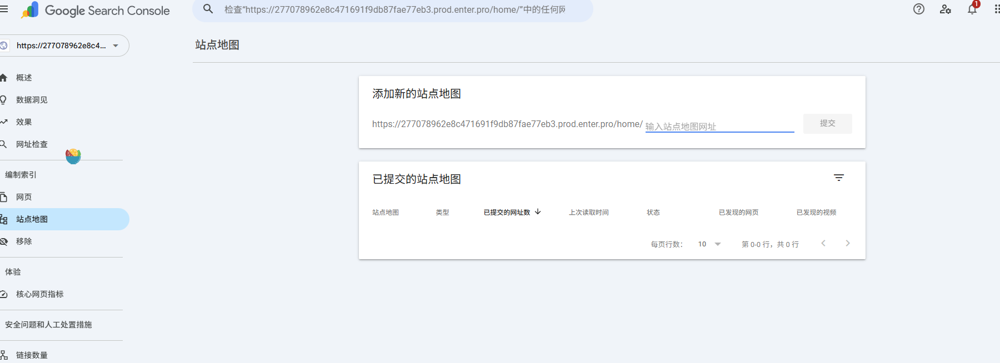 Google Search Console
检查“https://277078962e8c471691f9db87fae77eb3.prod.enter.pro/home/”中的任何网
1
https://277078962e8c4...
站点地图
概述
数据洞见
效果
网址检查
编制索引
网页
站点地图
移除
体验
核心网页指标
安全问题和人工处置措施
链接数量
添加新的站点地图
https://277078962e8c471691f9db87fae77eb3.prod.enter.pro/home/ 输入站点地图网址 提交
已提交的站点地图
站点地图 类型 已提交的网址数 上次读取时间 状态 已发现的网页 已发现的视频
每页行数： 10 第 0-0 行，共 0 行